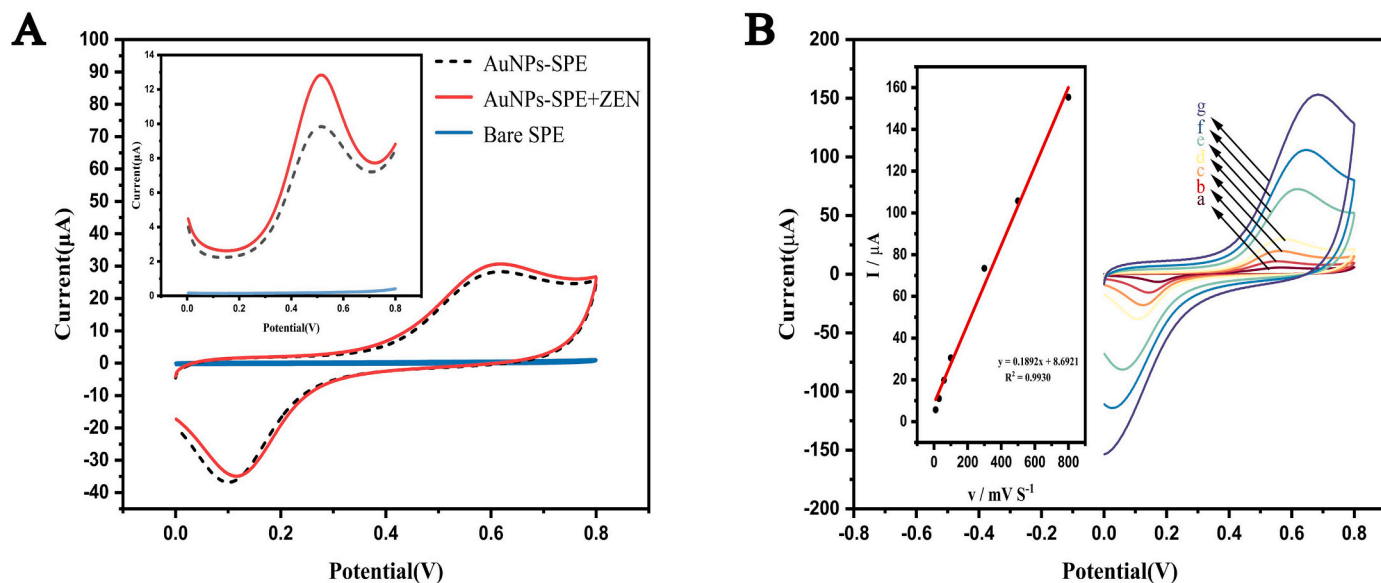 A
100
90
80
70
60
50
40
30
20
10
0
-10
-20
-30
-40
Current(μA)
0.0 0.2 0.4 0.6 0.8
Potential(V)
14
12
10
8
6
4
2
0
Current(μA)
0.0 0.2 0.4 0.6 0.8
Potential(V)
AuNPs-SPE
AuNPs-SPE+ZEN
Bare SPE
B
200
150
100
50
0
-50
-100
-150
-200
Current(μA)
-0.8 -0.6 -0.4 -0.2 0.0 0.2 0.4 0.6 0.8
Potential(V)
160
140
120
100
80
60
40
20
0
I / μA
0 200 400 600 800
v / mV S⁻¹
y = 0.1892x + 8.6921
R² = 0.9930
g
f
e
d
c
b
a